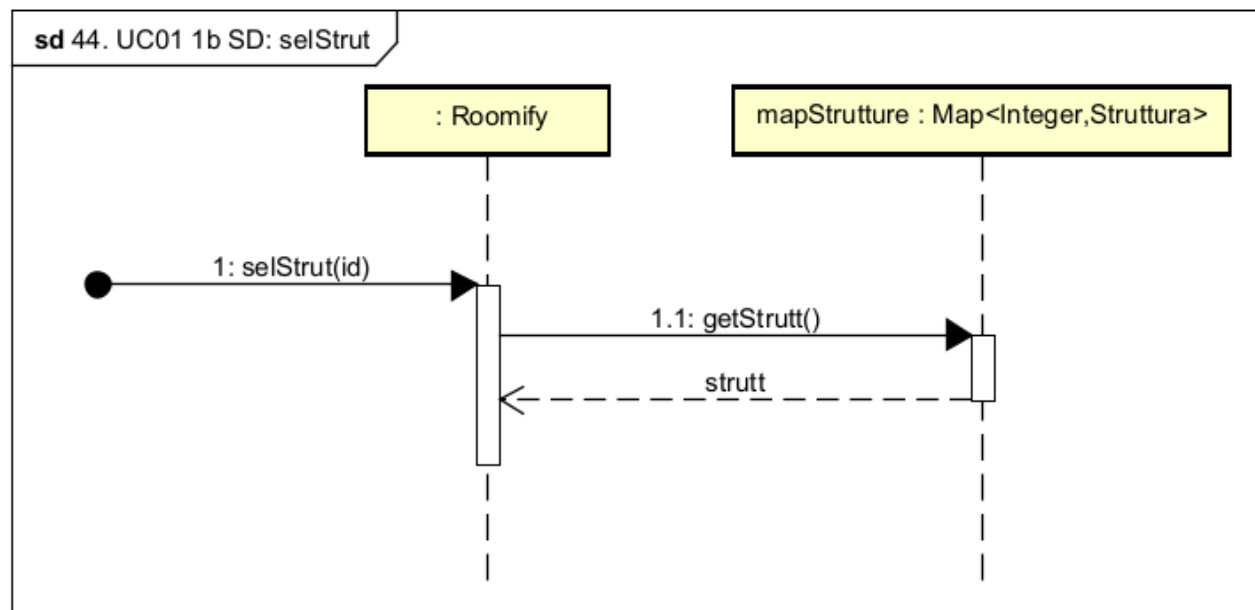 sd 44. UC01 1b SD: selStrut
: Roomify
mapStrutture : Map<Integer,Struttura>
1: selStrut(id)
1.1: getStrutt()
strutt